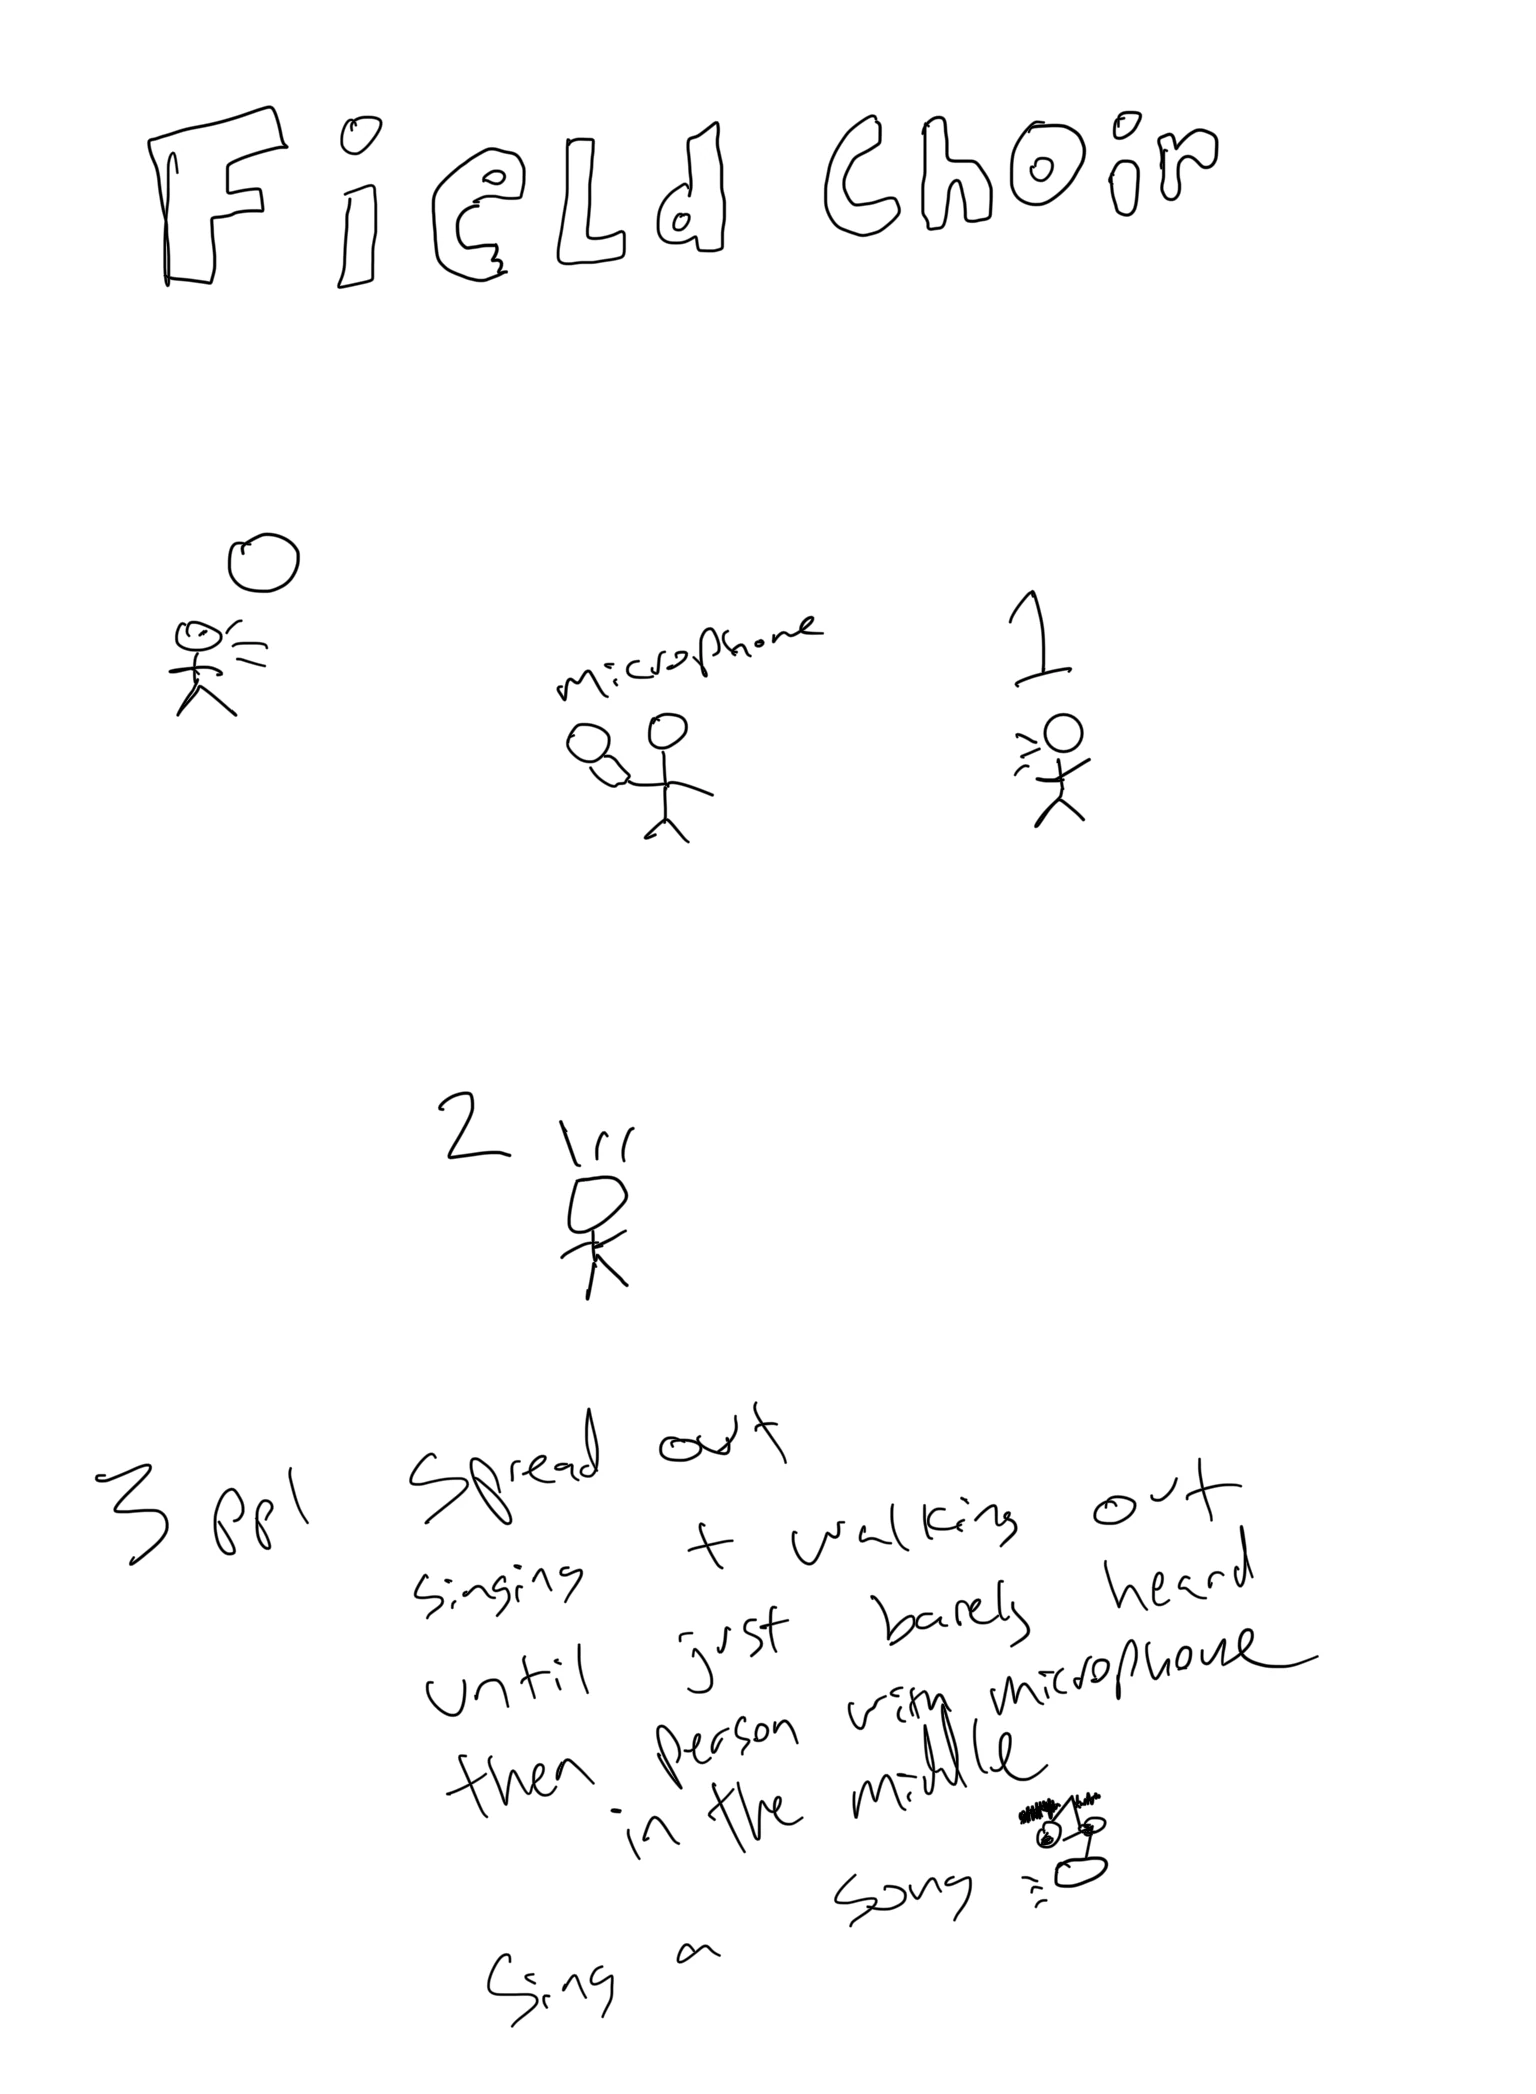 Field Choir
0
microphone
1
2
3 ppl spread out
singing + walking out
until just barely heard
then person with microphone
in the middle
Sing a song